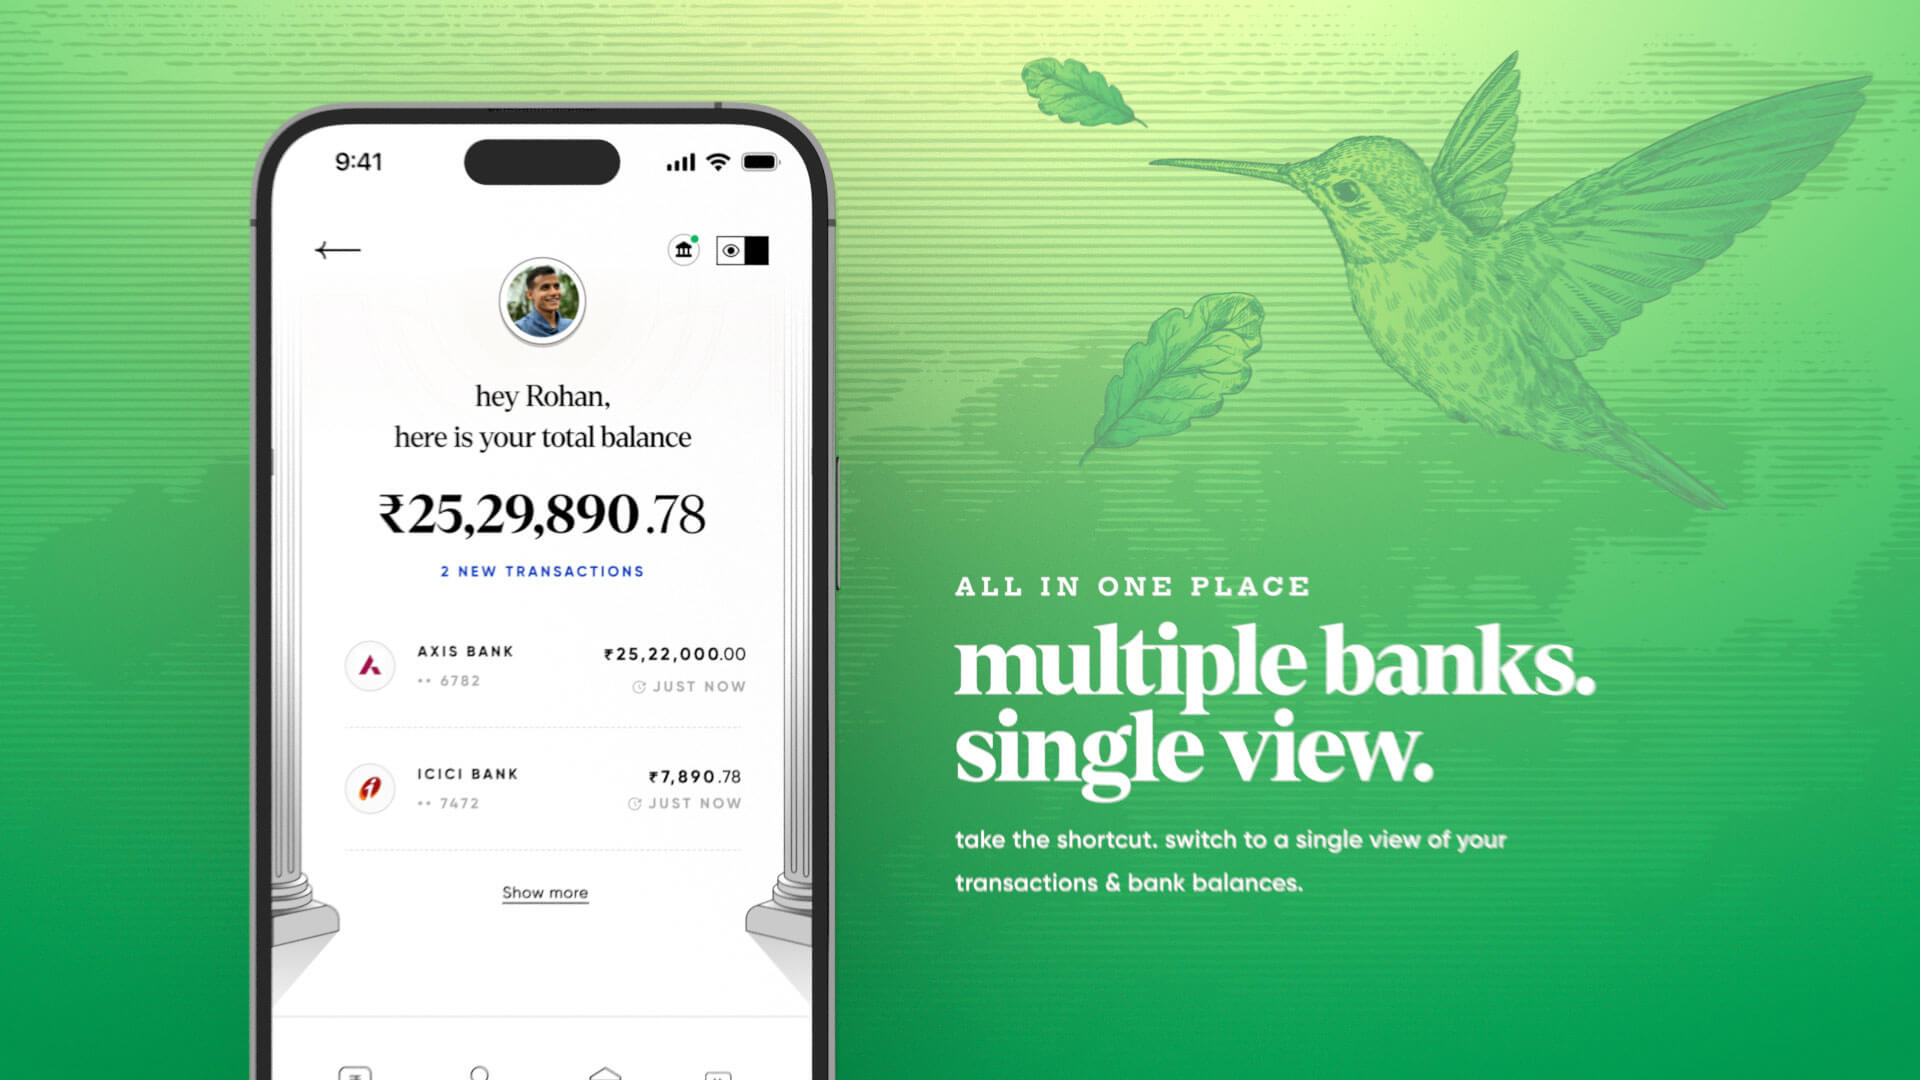 9:41
hey Rohan,
here is your total balance
₹25,29,890.78
2 NEW TRANSACTIONS
AXIS BANK
₹25,22,000.00
•• 6782
JUST NOW
ICICI BANK
₹7,890.78
•• 7472
JUST NOW
Show more
ALL IN ONE PLACE
multiple banks.
single view.
take the shortcut. switch to a single view of your
transactions & bank balances.